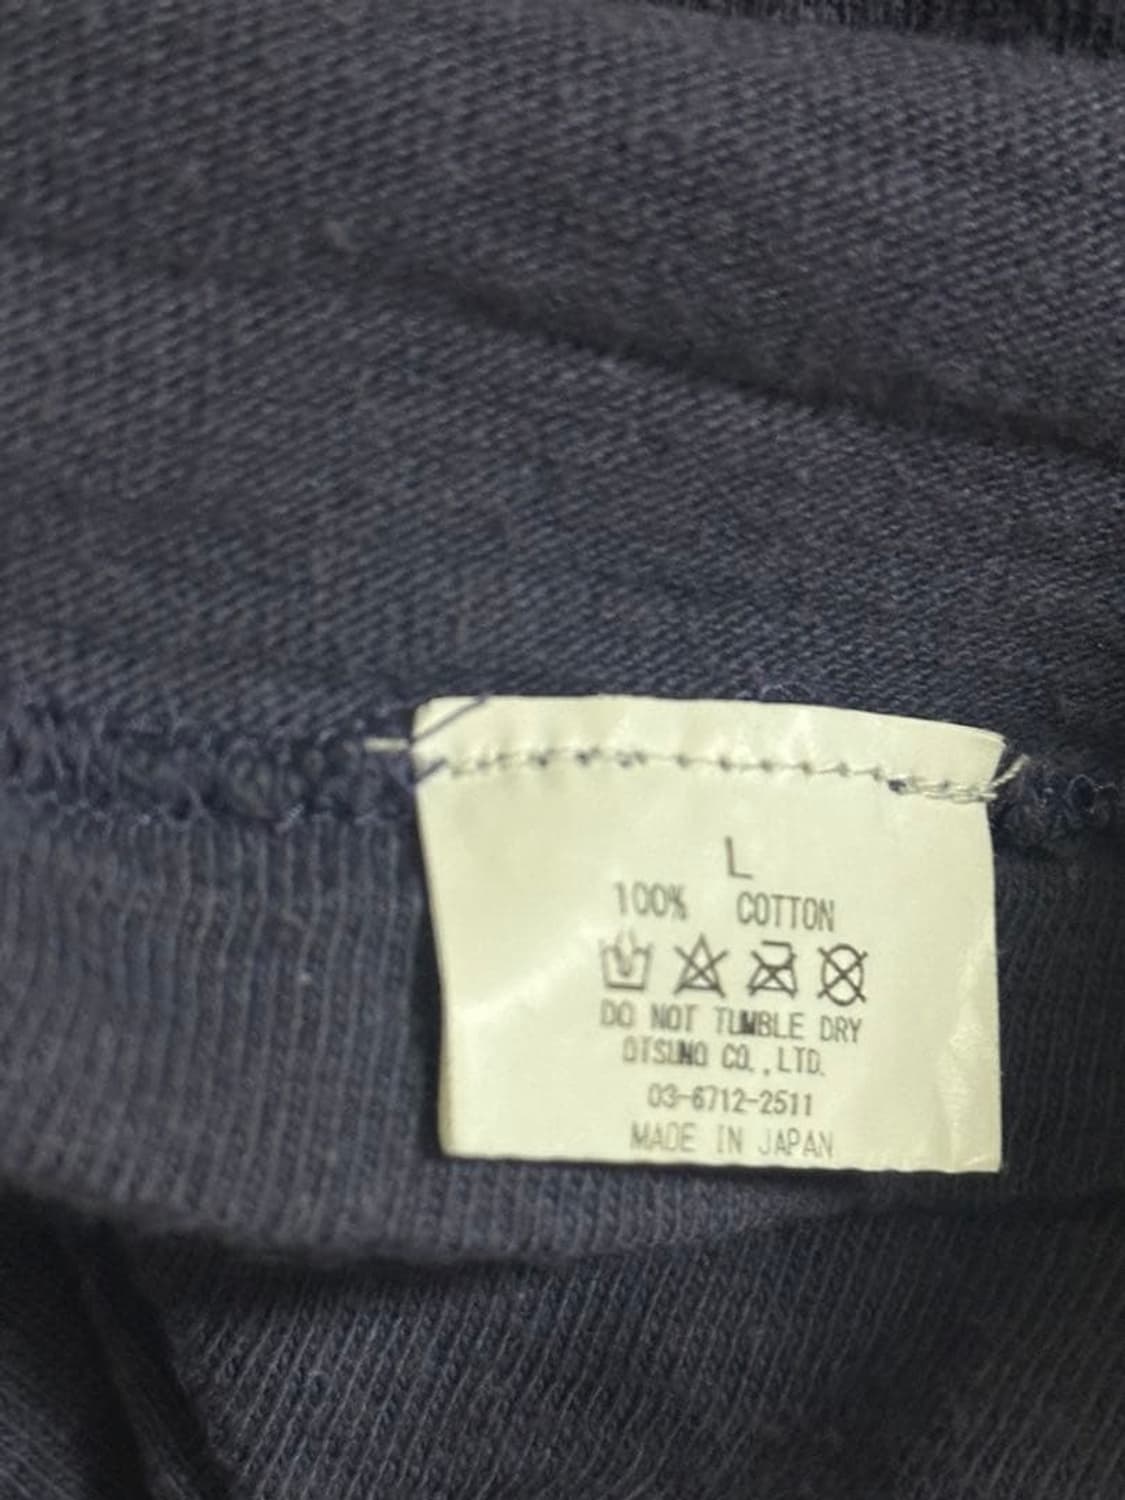 L
100% COTTON
DO NOT TUMBLE DRY
OTSUNO CO.,LTD.
03-6712-2511
MADE IN JAPAN